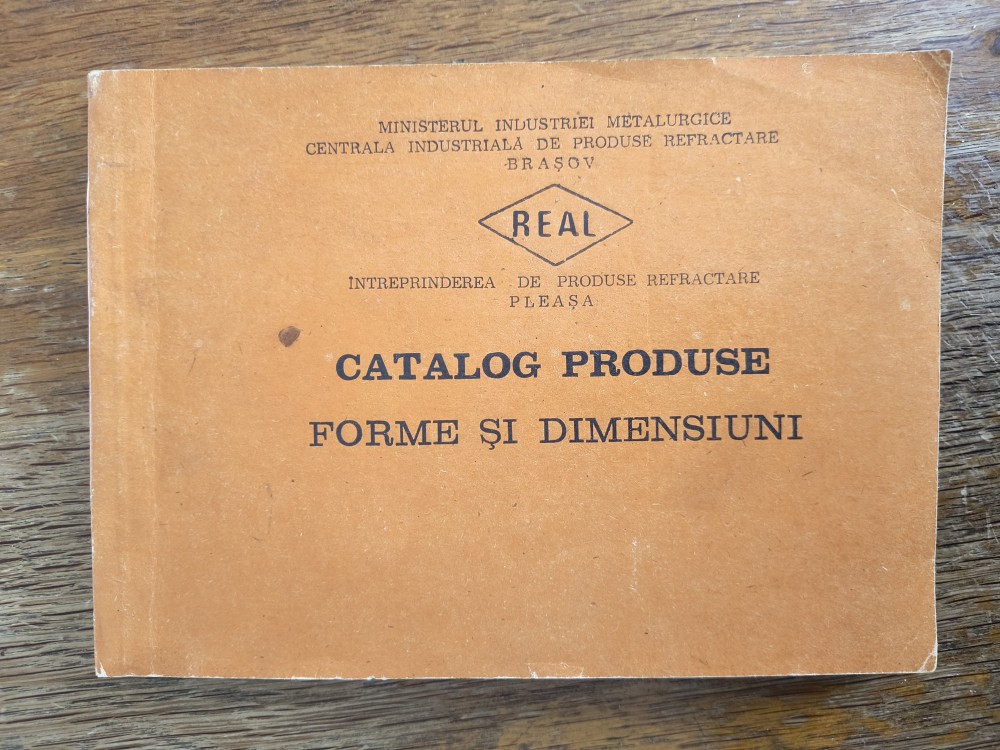 MINISTERUL INDUSTRIEI METALURGICE
CENTRALA INDUSTRIALĂ DE PRODUSE REFRACTARE
BRAŞOV
REAL
ÎNTREPRINDEREA DE PRODUSE REFRACTARE
PLEAŞA
CATALOG PRODUSE
FORME ŞI DIMENSIUNI